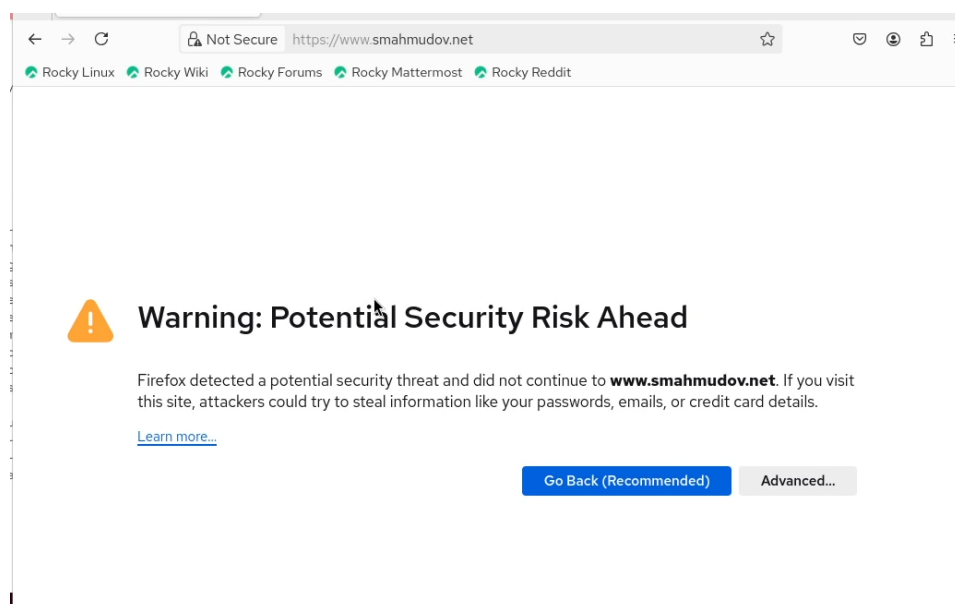 Not Secure https://www.smahmudov.net
Rocky Linux Rocky Wiki Rocky Forums Rocky Mattermost Rocky Reddit
Warning: Potential Security Risk Ahead
Firefox detected a potential security threat and did not continue to www.smahmudov.net. If you visit
this site, attackers could try to steal information like your passwords, emails, or credit card details.
Learn more...
Go Back (Recommended) Advanced...